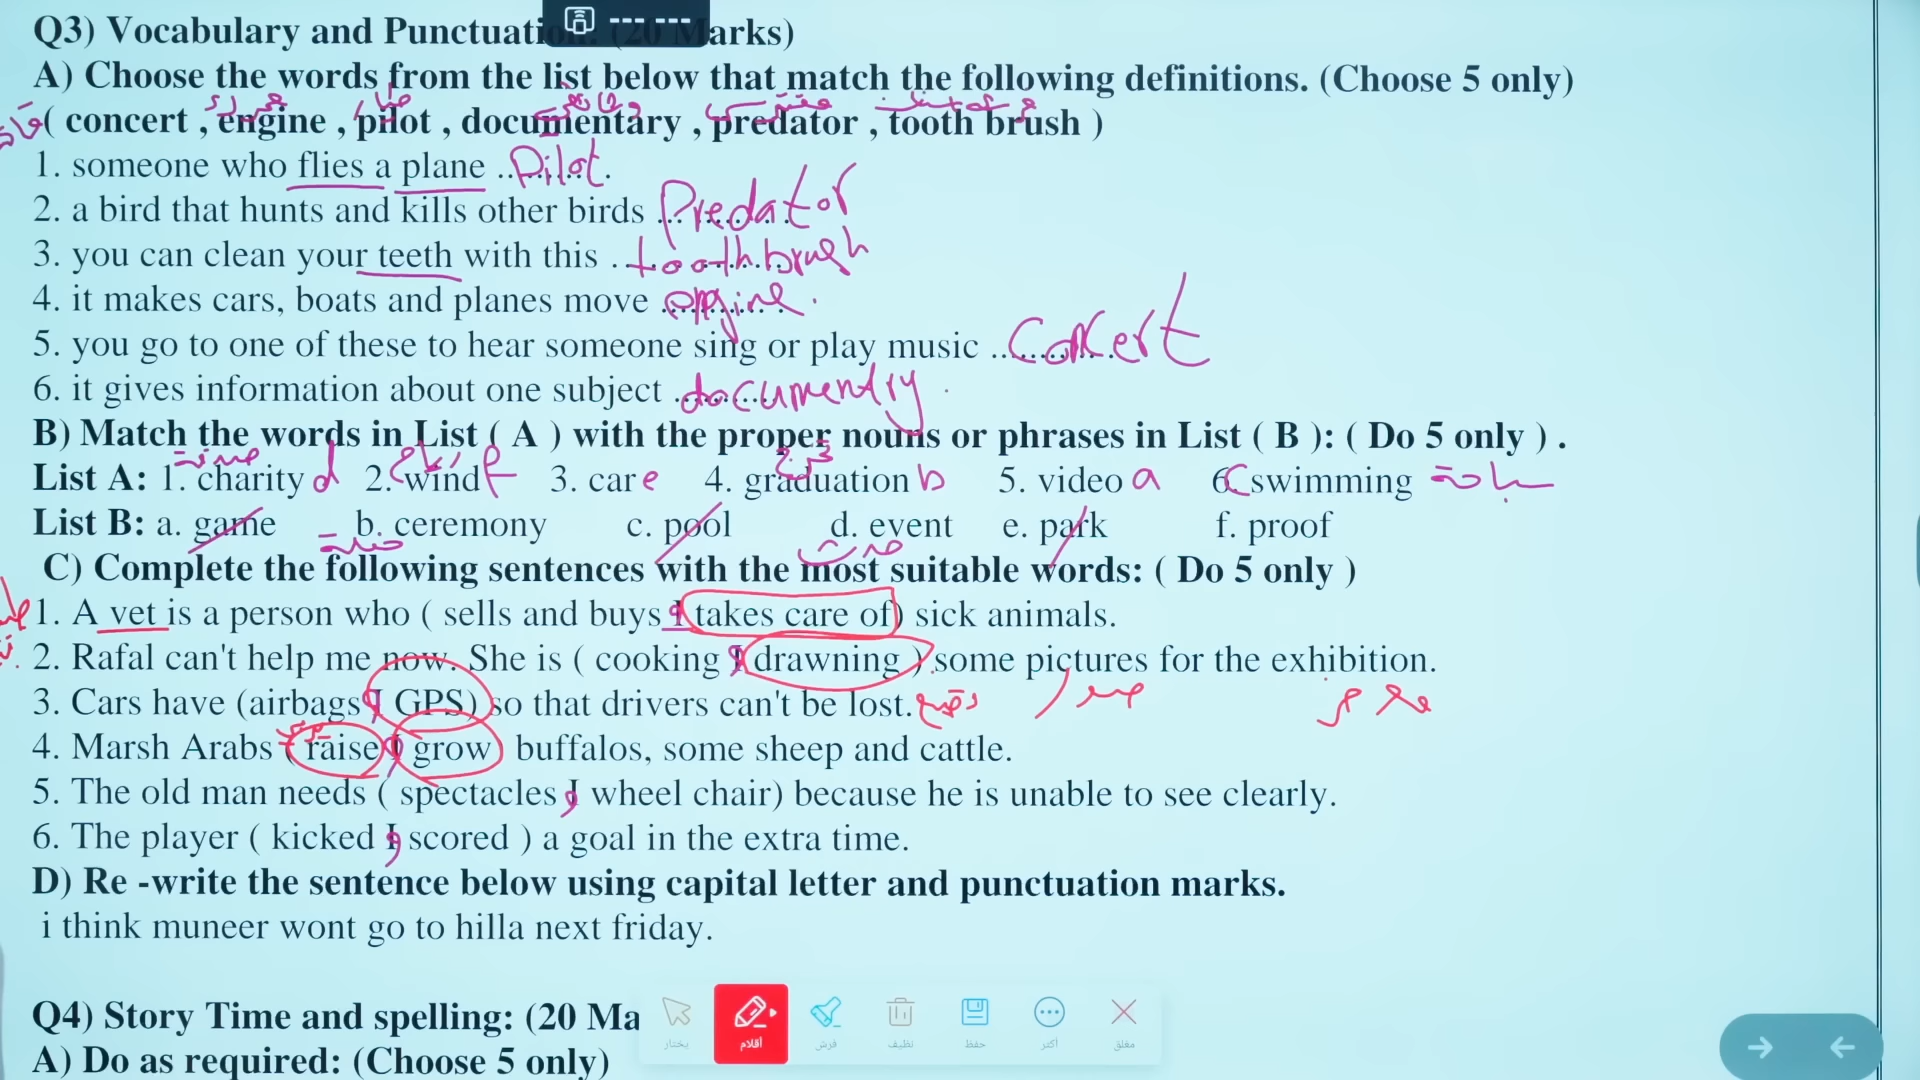 Q3) Vocabulary and Punctuati : (20 Marks)
A) Choose the words from the list below that match the following definitions. (Choose 5 only)
( concert , engine , pilot , documentary , predator , tooth brush )
1. someone who flies a plane .......... Pilot
2. a bird that hunts and kills other birds .......... Predator
3. you can clean your teeth with this .......... toothbrush
4. it makes cars, boats and planes move .......... engine
5. you go to one of these to hear someone sing or play music .......... Concert
6. it gives information about one subject .......... documentry
B) Match the words in List ( A ) with the proper nouns or phrases in List ( B ): ( Do 5 only ) .
List A: 1. charity d 2. wind f 3. car e 4. graduation b 5. video a 6. C swimming
List B: a. game b. ceremony c. pool d. event e. park f. proof
C) Complete the following sentences with the most suitable words: ( Do 5 only )
1. A vet is a person who ( sells and buys , takes care of) sick animals.
2. Rafal can't help me now. She is ( cooking , drawning ) some pictures for the exhibition.
3. Cars have (airbags , GPS) so that drivers can't be lost.
4. Marsh Arabs ( raise , grow) buffalos, some sheep and cattle.
5. The old man needs ( spectacles , wheel chair) because he is unable to see clearly.
6. The player ( kicked , scored ) a goal in the extra time.
D) Re -write the sentence below using capital letter and punctuation marks.
i think muneer wont go to hilla next friday.
Q4) Story Time and spelling: (20 Ma
A) Do as required: (Choose 5 only)
يختار أقلام فرش نظيف حفظ أكثر مغلق